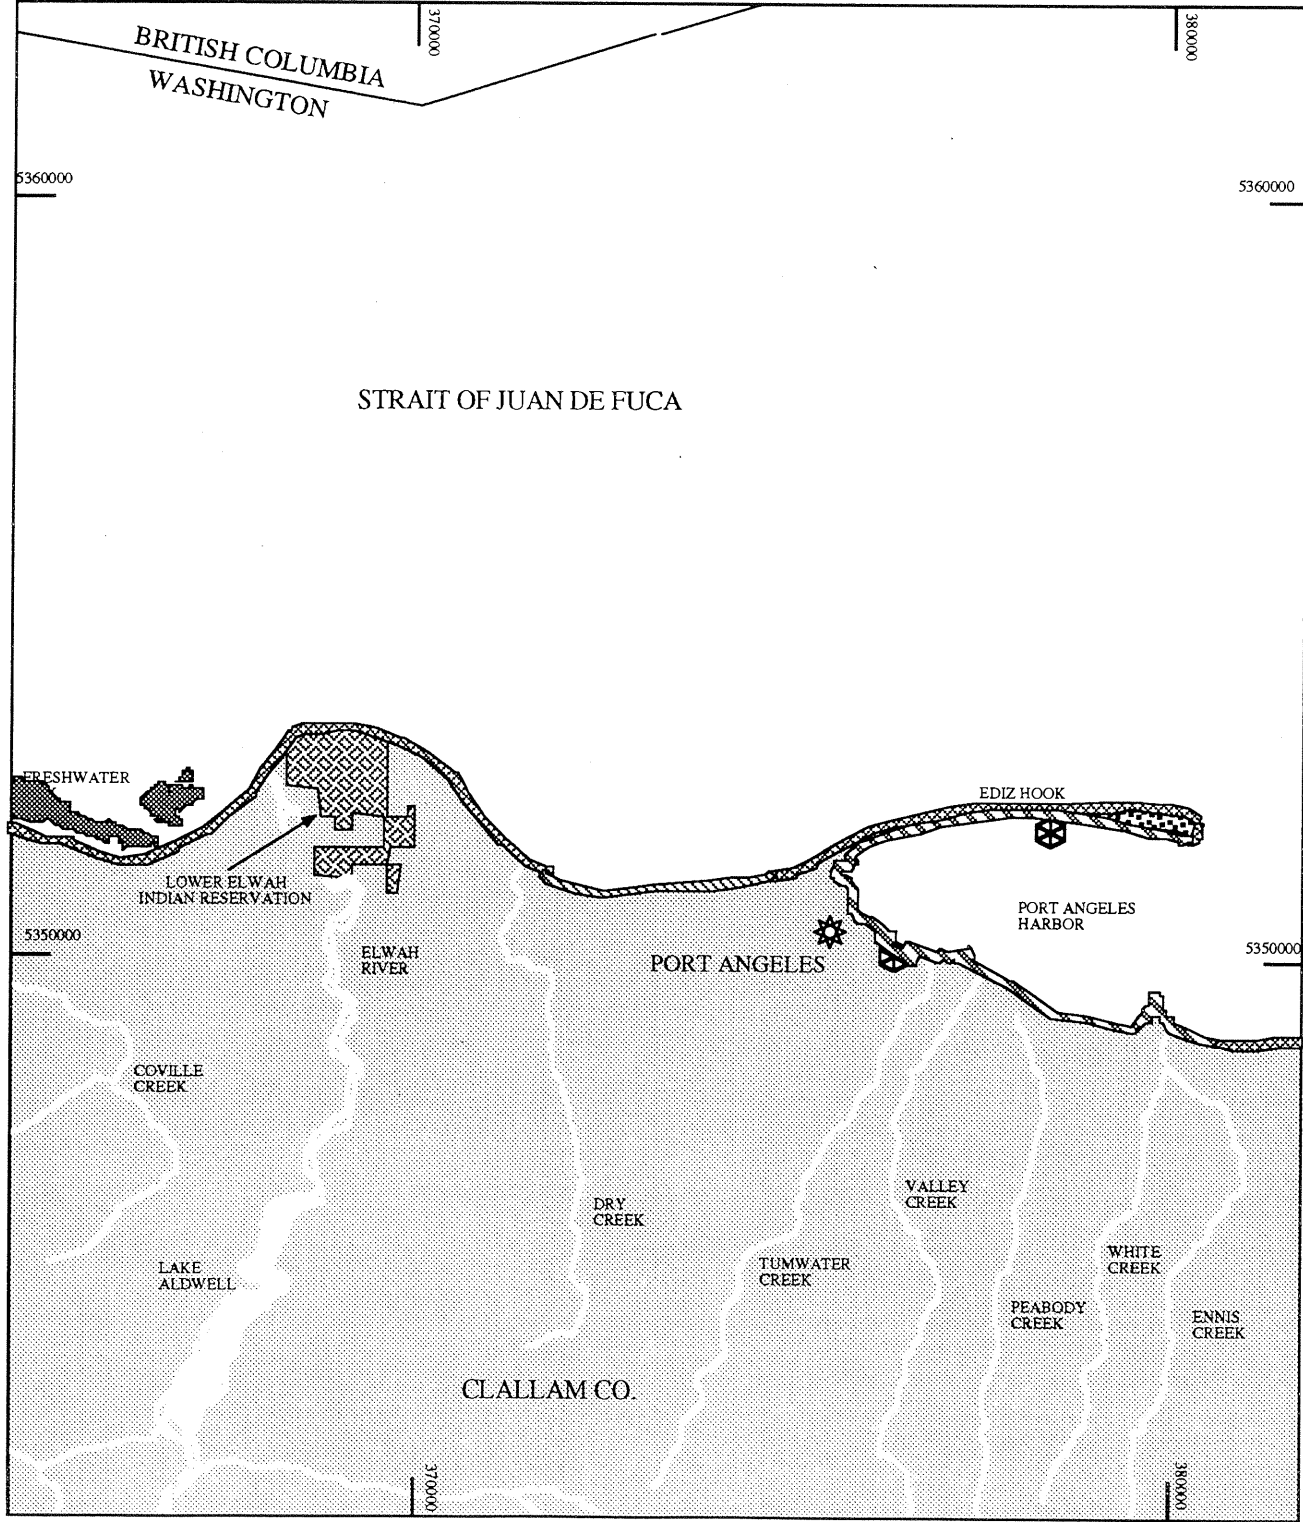 370000
380000
BRITISH COLUMBIA
WASHINGTON
5360000
5360000
STRAIT OF JUAN DE FUCA
FRESHWATER
EDIZ HOOK
LOWER ELWAH
INDIAN RESERVATION
PORT ANGELES
HARBOR
5350000
ELWAH
RIVER
PORT ANGELES
5350000
COVILLE
CREEK
VALLEY
CREEK
DRY
CREEK
WHITE
CREEK
LAKE
ALDWELL
TUMWATER
CREEK
PEABODY
CREEK
ENNIS
CREEK
CLALLAM CO.
370000
380000